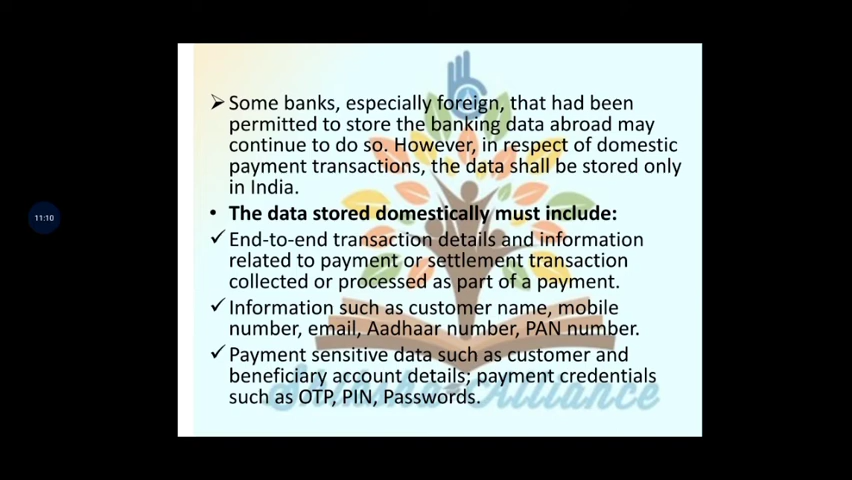 ➢ Some banks, especially foreign, that had been
permitted to store the banking data abroad may
continue to do so. However, in respect of domestic
payment transactions, the data shall be stored only
in India.
11:10
• The data stored domestically must include:
✓ End-to-end transaction details and information
related to payment or settlement transaction
collected or processed as part of a payment.
✓ Information such as customer name, mobile
number, email, Aadhaar number, PAN number.
✓ Payment sensitive data such as customer and
beneficiary account details; payment credentials
such as OTP, PIN, Passwords.
Shiksha Alliance